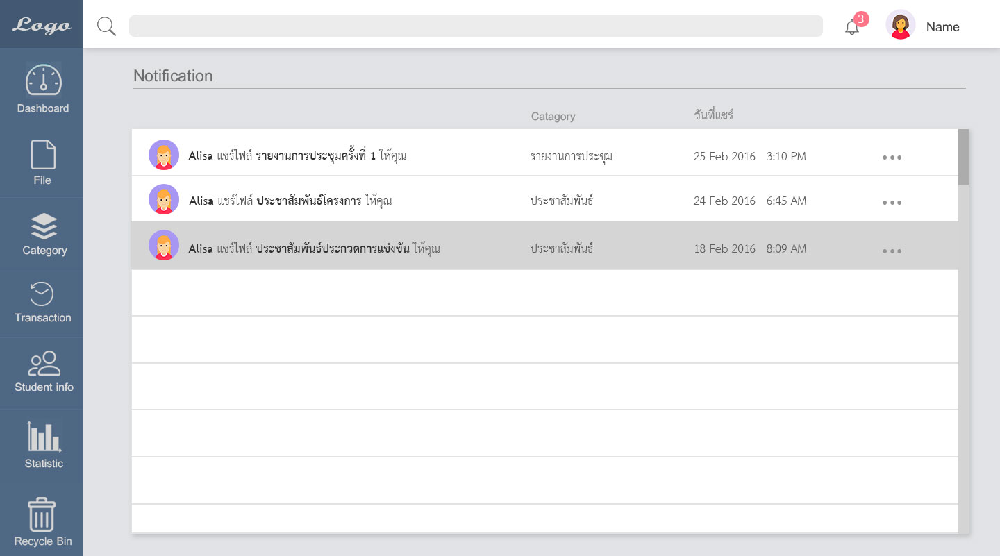 Logo
3
Name
Notification
Catagory วันที่แชร์
Alisa แชร์ไฟล์ รายงานการประชุมครั้งที่ 1 ให้คุณ รายงานการประชุม 25 Feb 2016 3:10 PM
Alisa แชร์ไฟล์ ประชาสัมพันธ์โครงการ ให้คุณ ประชาสัมพันธ์ 24 Feb 2016 6:45 AM
Alisa แชร์ไฟล์ ประชาสัมพันธ์ประกวดการแข่งขัน ให้คุณ ประชาสัมพันธ์ 18 Feb 2016 8:09 AM
Dashboard
File
Category
Transaction
Student info
Statistic
Recycle Bin